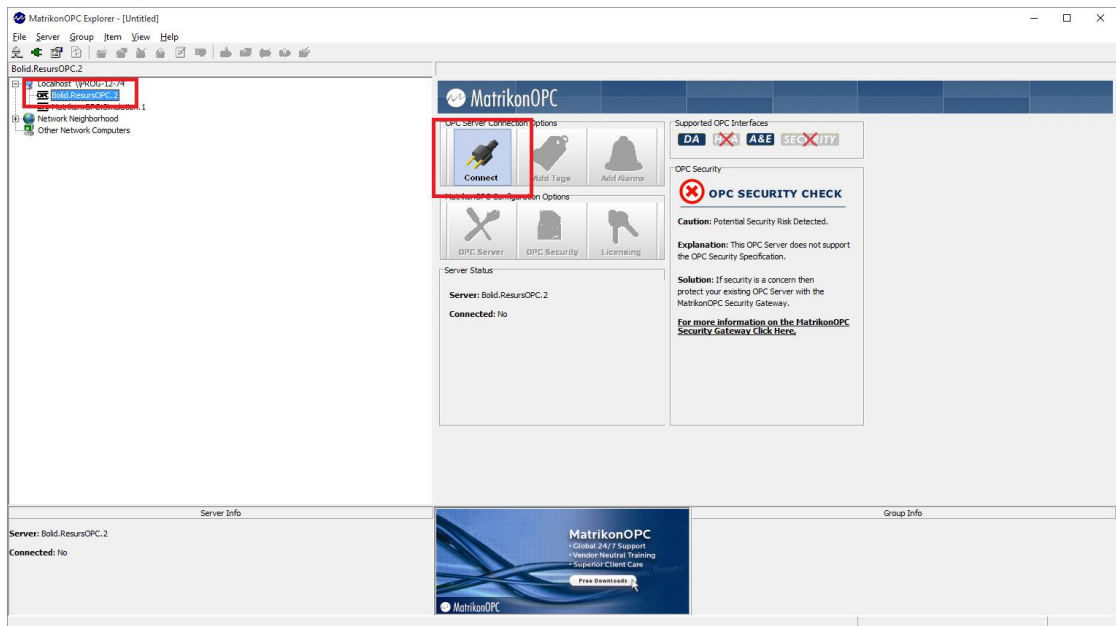 MatrikonOPC Explorer - [Untitled]
File Server Group Item View Help
Bolid.ResursOPC.2
Localhost '\\PROG-12-74'
Bolid.ResursOPC.2
Network Neighborhood
Other Network Computers
MatrikonOPC
OPC Server Connection Options
Connect
Add Tags
Add Alarms
MatrikonOPC Configuration Options
OPC Server
OPC Security
Licensing
Server Status
Server: Bolid.ResursOPC.2
Connected: No
Supported OPC Interfaces
DA HDA A&E SECURITY
OPC Security
OPC SECURITY CHECK
Caution: Potential Security Risk Detected.
Explanation: This OPC Server does not support
the OPC Security Specification.
Solution: If security is a concern then
protect your existing OPC Server with the
MatrikonOPC Security Gateway.
For more information on the MatrikonOPC
Security Gateway Click Here.
Server Info
Server: Bolid.ResursOPC.2
Connected: No
MatrikonOPC
•Global 24/7 Support
•Vendor Neutral Training
•Superior Client Care
Free Downloads
MatrikonOPC
Group Info